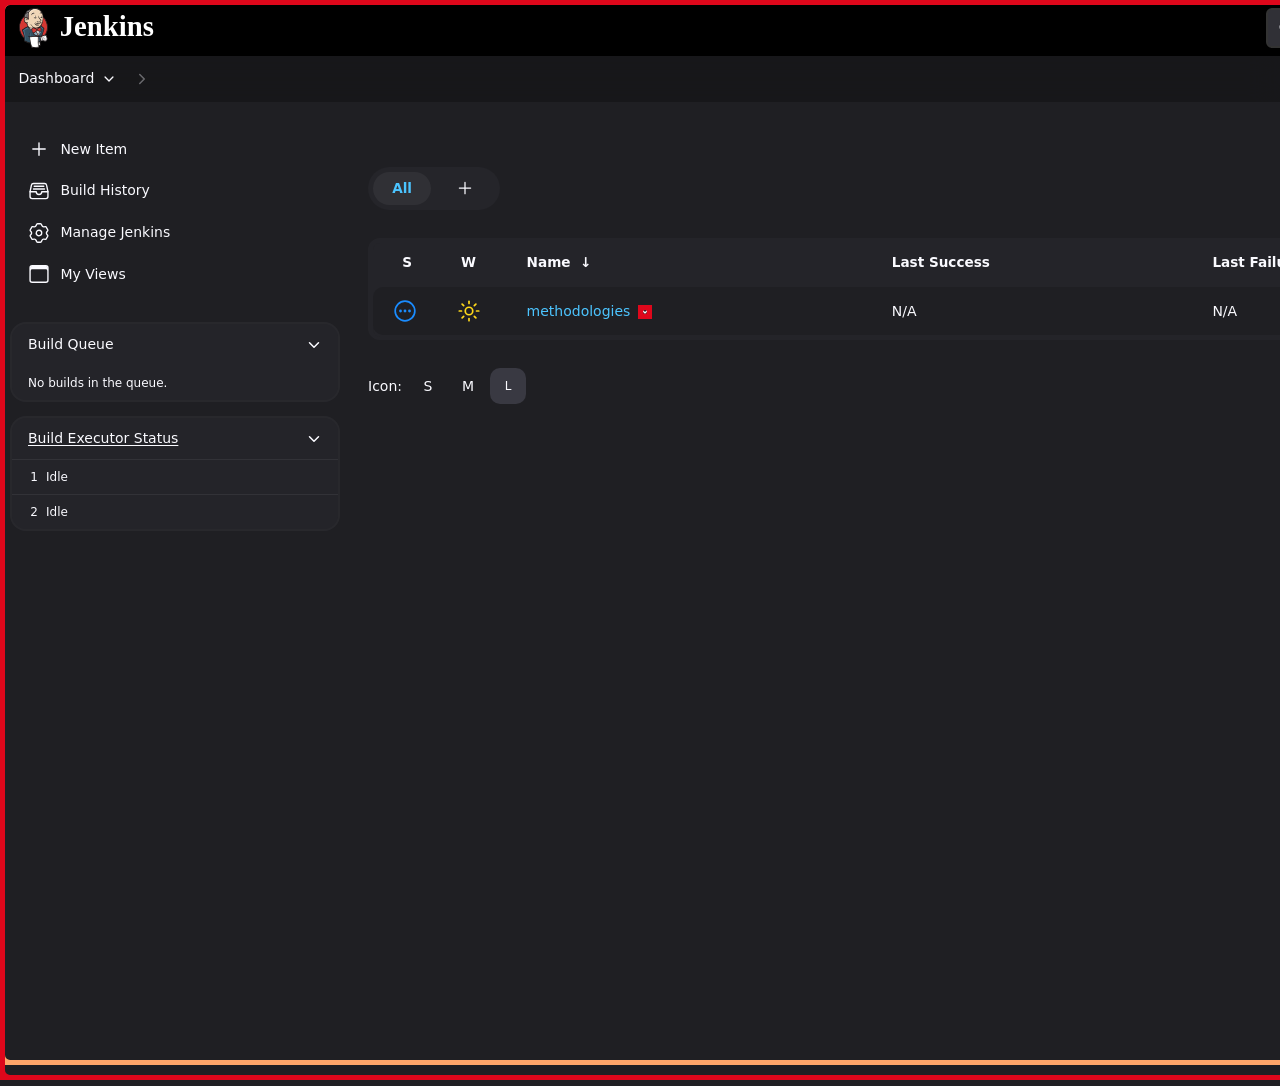 Jenkins
Dashboard
New Item
Build History
Manage Jenkins
My Views
Build Queue
No builds in the queue.
Build Executor Status
1 Idle
2 Idle
All
S W Name ↓ Last Success Last Failu
methodologies N/A N/A
Icon: S M L